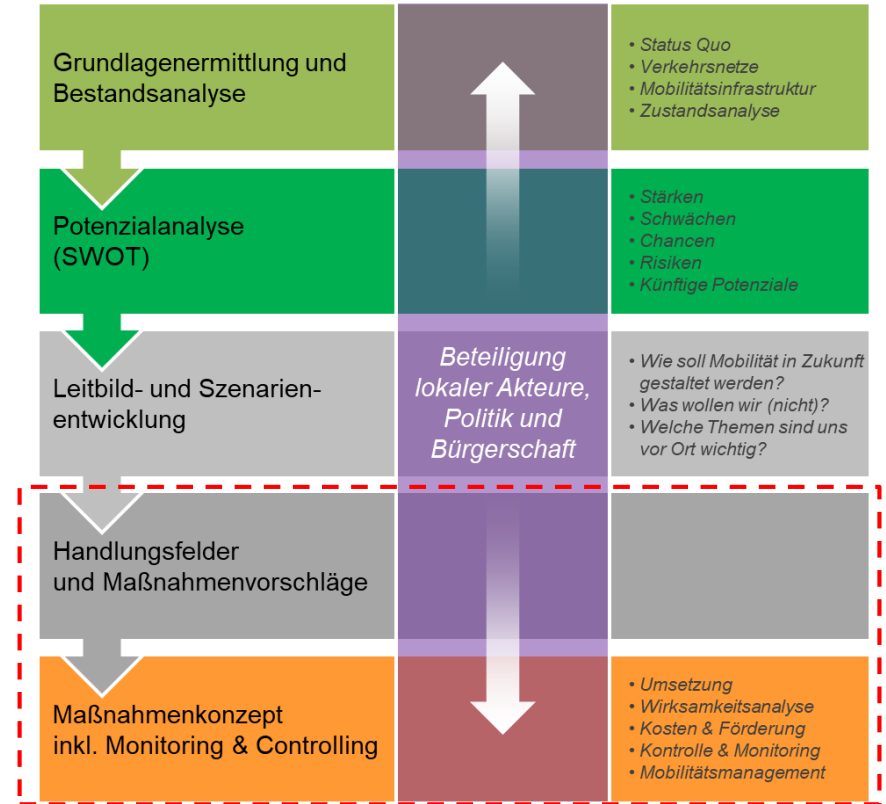 Grundlagenermittlung und
Bestandsanalyse
• Status Quo
• Verkehrsnetze
• Mobilitätsinfrastruktur
• Zustandsanalyse
Potenzialanalyse
(SWOT)
• Stärken
• Schwächen
• Chancen
• Risiken
• Künftige Potenziale
Leitbild- und Szenarien-
entwicklung
Beteiligung
lokaler Akteure,
Politik und
Bürgerschaft
• Wie soll Mobilität in Zukunft
gestaltet werden?
• Was wollen wir (nicht)?
• Welche Themen sind uns
vor Ort wichtig?
Handlungsfelder
und Maßnahmenvorschläge
Maßnahmenkonzept
inkl. Monitoring & Controlling
• Umsetzung
• Wirksamkeitsanalyse
• Kosten & Förderung
• Kontrolle & Monitoring
• Mobilitätsmanagement